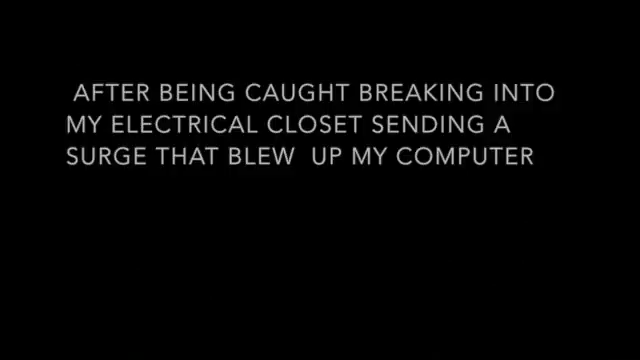 AFTER BEING CAUGHT BREAKING INTO
MY ELECTRICAL CLOSET SENDING A
SURGE THAT BLEW  UP MY COMPUTER